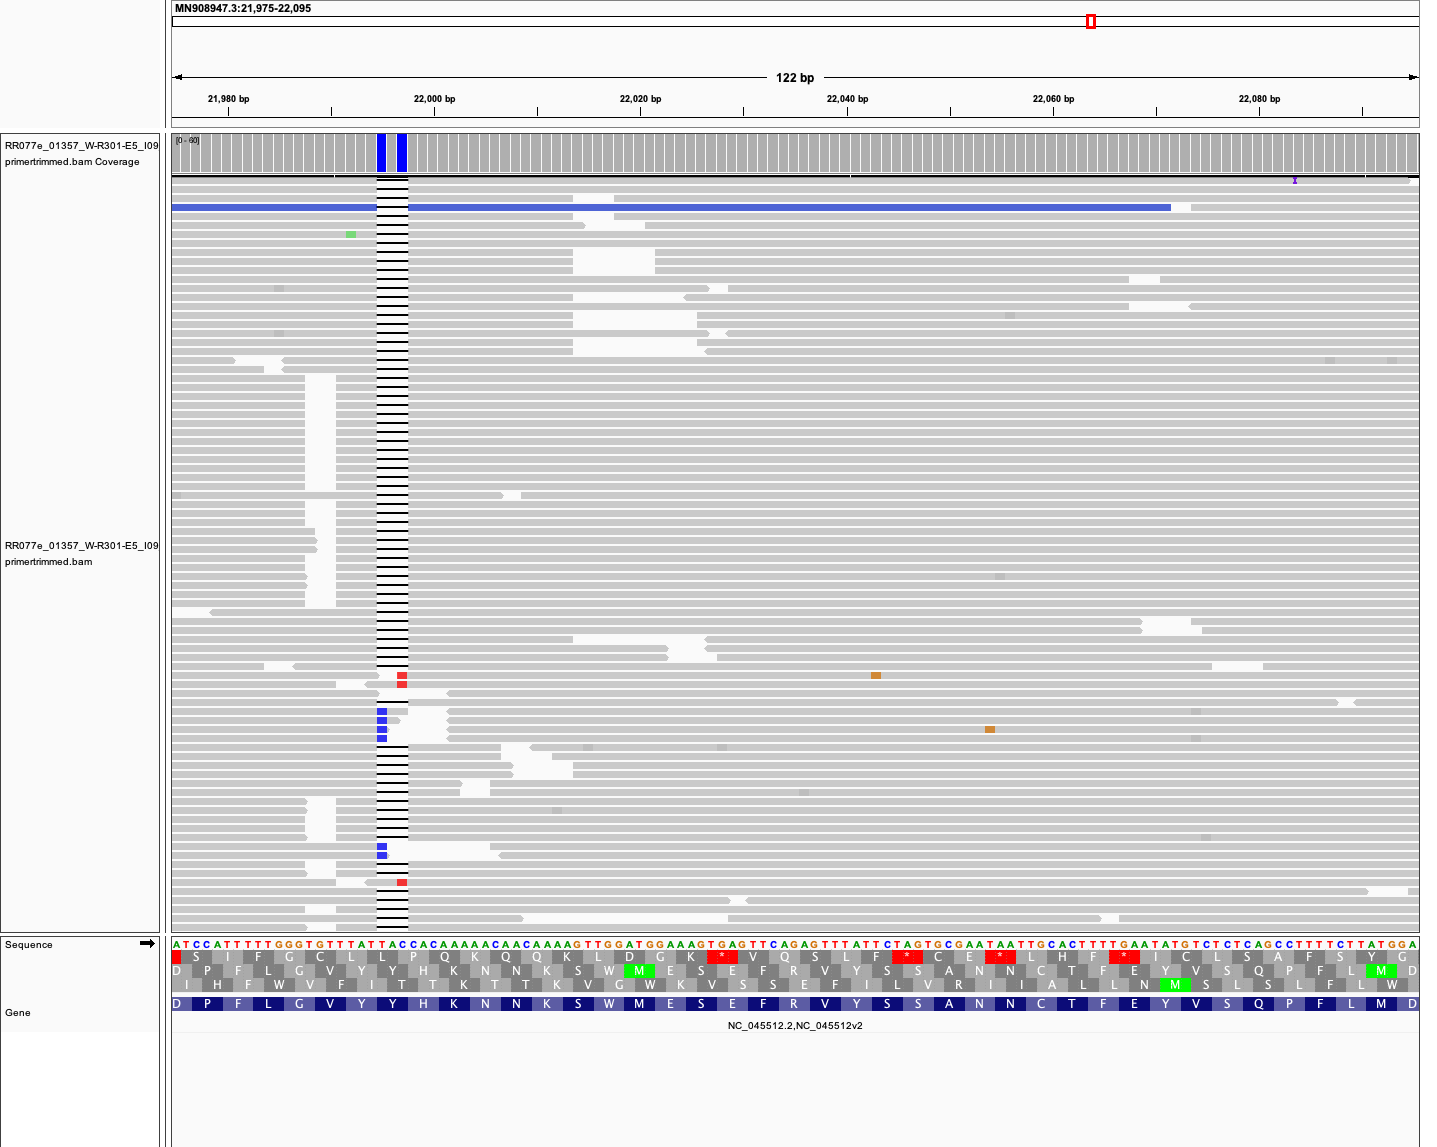 MN908947.3:21,975-22,095
122 bp
21,980 bp 22,000 bp 22,020 bp 22,040 bp 22,060 bp 22,080 bp
RR077e_01357_W-R301-E5_I09
primertrimmed.bam Coverage
[0 - 60]
RR077e_01357_W-R301-E5_I09
primertrimmed.bam
Sequence
ATCCATTTTTGGGTGTTTATTACCACAAAAACAACAAAAGTTGGATGGAAAGTGAGTTCAGAGTTTATTCTAGTGCGAATAATTGCACTTTTGAATATGTCTCTCAGCCTTTTCTTATGGA
S I F G C L L P Q K Q Q K L D G K * V Q S L F * C E * L H F * I C L S A F S Y G
D P F L G V Y Y H K N N K S W M E S E F R V Y S S A N N C T F E Y V S Q P F L M D
I H F W V F I T T K T T K V G W K V S S E F I L V R I I A L L N M S L S L F L W
Gene
D P F L G V Y Y H K N N K S W M E S E F R V Y S S A N N C T F E Y V S Q P F L M D
NC_045512.2,NC_045512v2